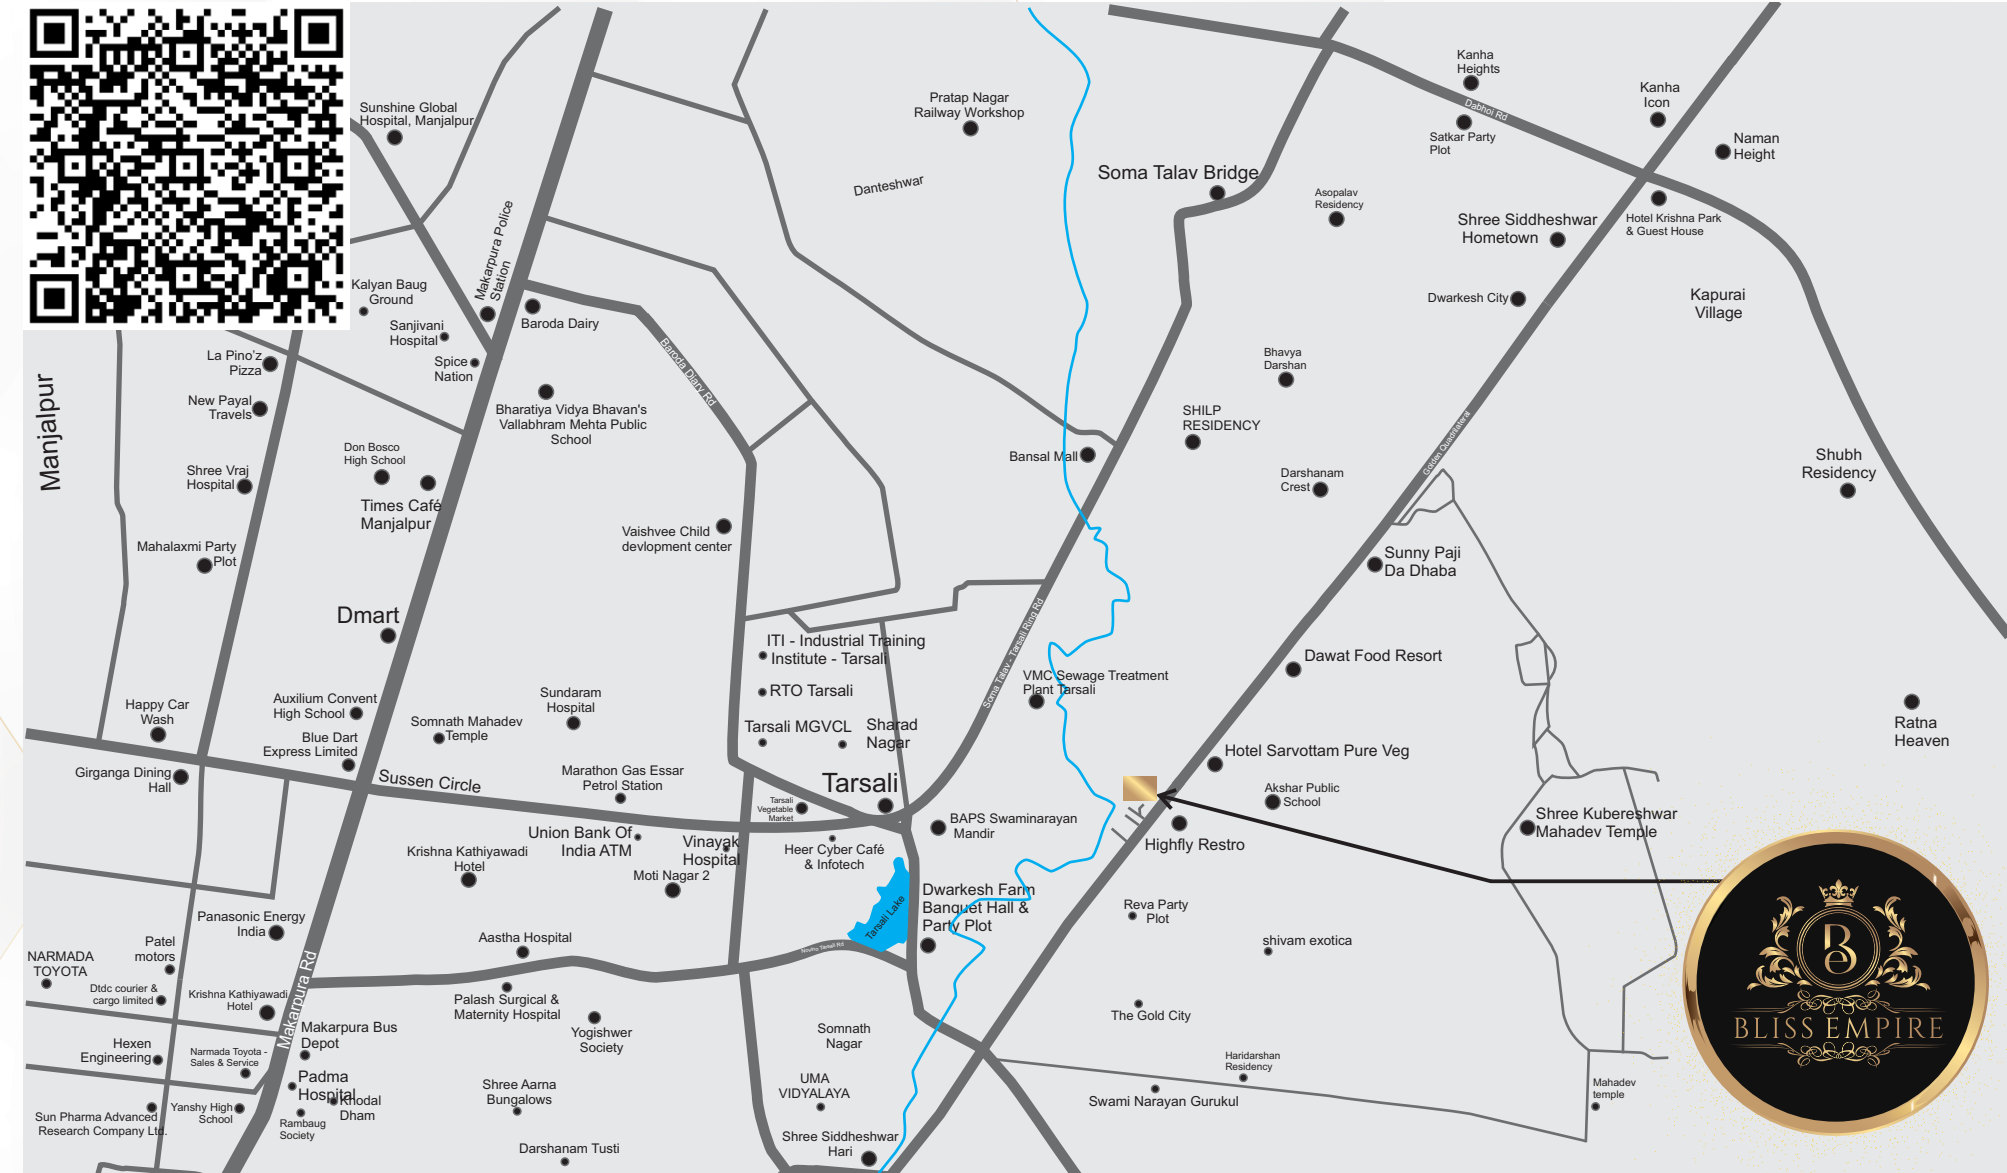 Sunshine Global
Hospital, Manjalpur
Pratap Nagar
Railway Workshop
Kanha
Heights
Dabhoi Rd
Kanha
Icon
Satkar Party
Plot
Naman
Height
Danteshwar
Soma Talav Bridge
Asopalav
Residency
Shree Siddheshwar
Hometown
Hotel Krishna Park
& Guest House
Makarpura Police
Station
Kalyan Baug
Ground
Baroda Dairy
Sanjivani
Hospital
Spice
Nation
Dwarkesh City
Kapurai
Village
La Pino'z
Pizza
Baroda Diary Rd
Bhavya
Darshan
Manjalpur
New Payal
Travels
Bharatiya Vidya Bhavan's
Vallabhram Mehta Public
School
SHILP
RESIDENCY
Golden Quadrilateral
Don Bosco
High School
Bansal Mall
Shree Vraj
Hospital
Darshanam
Crest
Shubh
Residency
Times Café
Manjalpur
Vaishvee Child
devlopment center
Mahalaxmi Party
Plot
Sunny Paji
Da Dhaba
Dmart
Soma Talav - Tarsali Ring Rd
ITI - Industrial Training
Institute - Tarsali
Dawat Food Resort
RTO Tarsali
VMC Sewage Treatment
Plant Tarsali
Happy Car
Wash
Auxilium Convent
High School
Sundaram
Hospital
Somnath Mahadev
Temple
Tarsali MGVCL
Sharad
Nagar
Ratna
Heaven
Blue Dart
Express Limited
Hotel Sarvottam Pure Veg
Girganga Dining
Hall
Sussen Circle
Marathon Gas Essar
Petrol Station
Tarsali
Tarsali
Vegetable
Market
Akshar Public
School
BAPS Swaminarayan
Mandir
Shree Kubereshwar
Mahadev Temple
Union Bank Of
India ATM
Vinayak
Hospital
Heer Cyber Café
& Infotech
Highfly Restro
Krishna Kathiyawadi
Hotel
Moti Nagar 2
Dwarkesh Farm
Banquet Hall &
Party Plot
Tarsali Lake
Panasonic Energy
India
Reva Party
Plot
Patel
motors
Aastha Hospital
Novino Tarsali Rd
shivam exotica
NARMADA
TOYOTA
Dtdc courier &
cargo limited
Krishna Kathiyawadi
Hotel
Makarpura Rd
Palash Surgical &
Maternity Hospital
The Gold City
BE
BLISS EMPIRE
Makarpura Bus
Depot
Yogishwer
Society
Somnath
Nagar
Hexen
Engineering
Narmada Toyota -
Sales & Service
Haridarshan
Residency
Padma
Hospital
Khodal
Dham
Shree Aarna
Bungalows
UMA
VIDYALAYA
Swami Narayan Gurukul
Mahadev
temple
Sun Pharma Advanced
Research Company Ltd.
Yanshy High
School
Rambaug
Society
Darshanam Tusti
Shree Siddheshwar
Hari